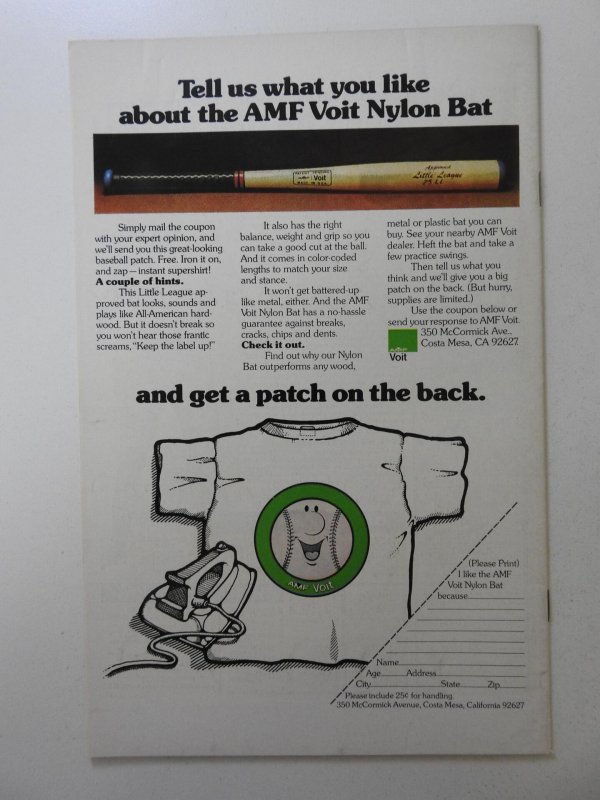 Tell us what you like
about the AMF Voit Nylon Bat
Voit
MADE IN U.S.A.
Approved
Little League
Simply mail the coupon
with your expert opinion, and
we'll send you this great-looking
baseball patch. Free. Iron it on,
and zap—instant supershirt!
A couple of hints.
This Little League ap-
proved bat looks, sounds and
plays like All-American hard-
wood. But it doesn't break so
you won't hear those frantic
screams, "Keep the label up!"
It also has the right
balance, weight and grip so you
can take a good cut at the ball.
And it comes in color-coded
lengths to match your size
and stance.
It won't get battered-up
like metal, either. And the AMF
Voit Nylon Bat has a no-hassle
guarantee against breaks,
cracks, chips and dents.
Check it out.
Find out why our Nylon
Bat outperforms any wood,
metal or plastic bat you can
buy. See your nearby AMF Voit
dealer. Heft the bat and take a
few practice swings.
Then tell us what you
think and we'll give you a big
patch on the back. (But hurry,
supplies are limited.)
Use the coupon below or
send your response to AMF Voit.
350 McCormick Ave.,
Costa Mesa, CA 92627.
AMF
Voit
and get a patch on the back.
AMF Voit
(Please Print)
I like the AMF
Voit Nylon Bat
because
Name
Age Address
City State Zip
Please include 25¢ for handling.
350 McCormick Avenue, Costa Mesa, California 92627